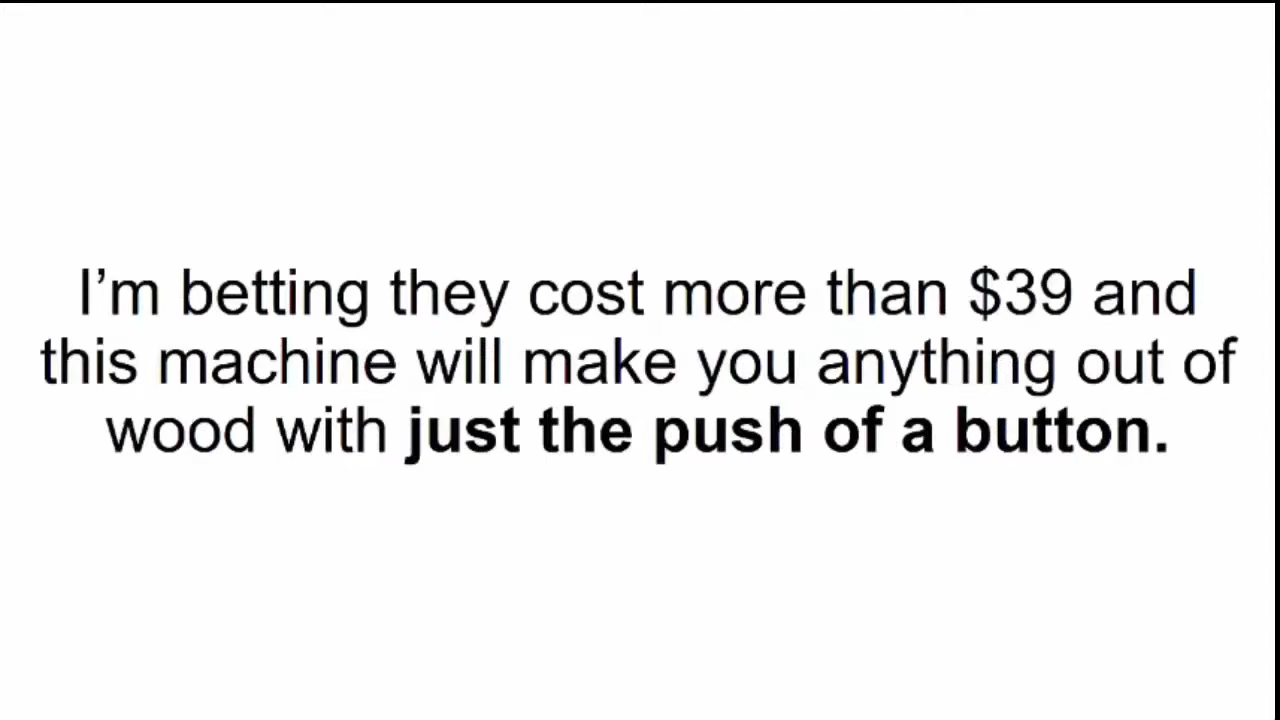 I’m betting they cost more than $39 and
this machine will make you anything out of
wood with just the push of a button.